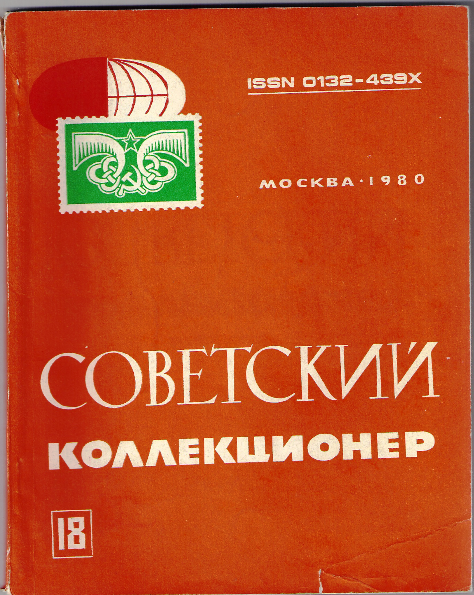 ISSN 0132-439X
МОСКВА·1980
СОВЕТСКИЙ
КОЛЛЕКЦИОНЕР
18